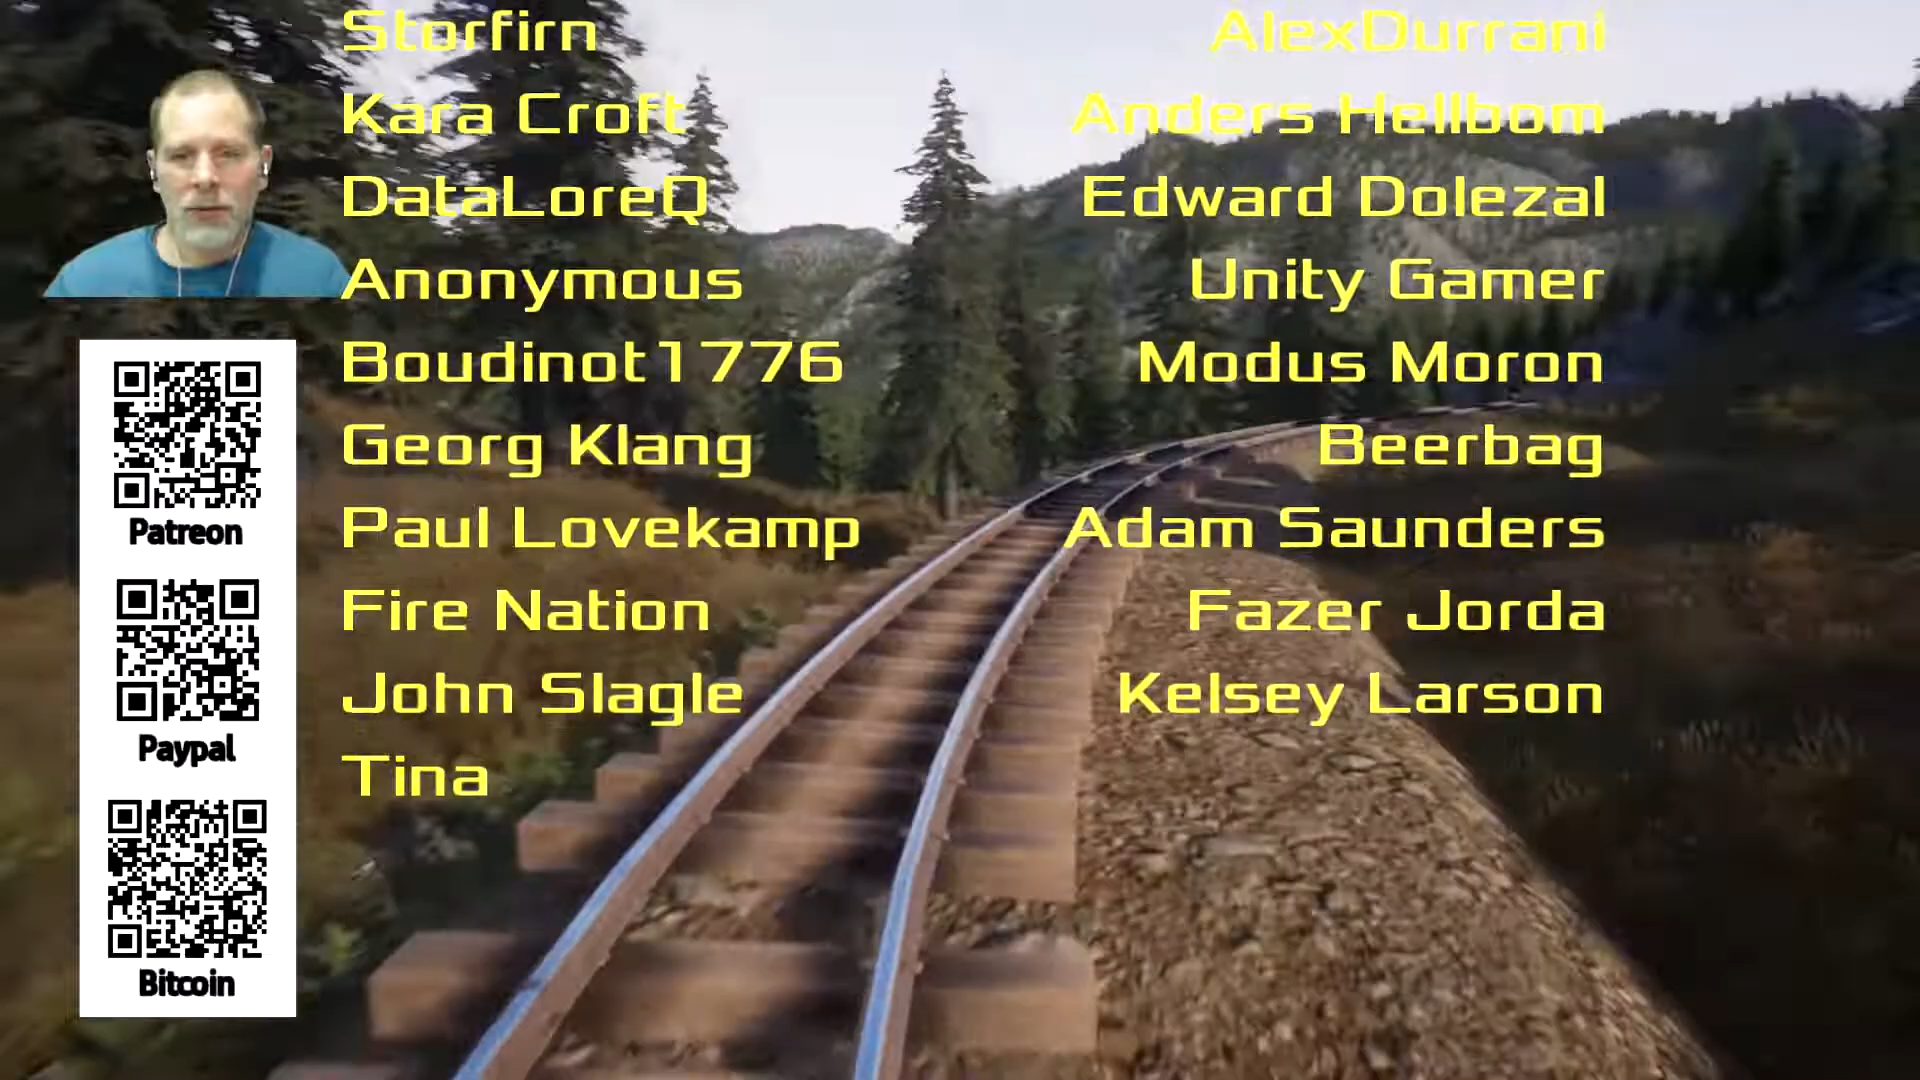 Storfirn
AlexDurrani
Kara Croft
Anders Hellbom
DataLoreQ
Edward Dolezal
Anonymous
Unity Gamer
Boudinot1776
Modus Moron
Georg Klang
Beerbag
Paul Lovekamp
Adam Saunders
Fire Nation
Fazer Jorda
John Slagle
Kelsey Larson
Tina
Patreon
Paypal
Bitcoin